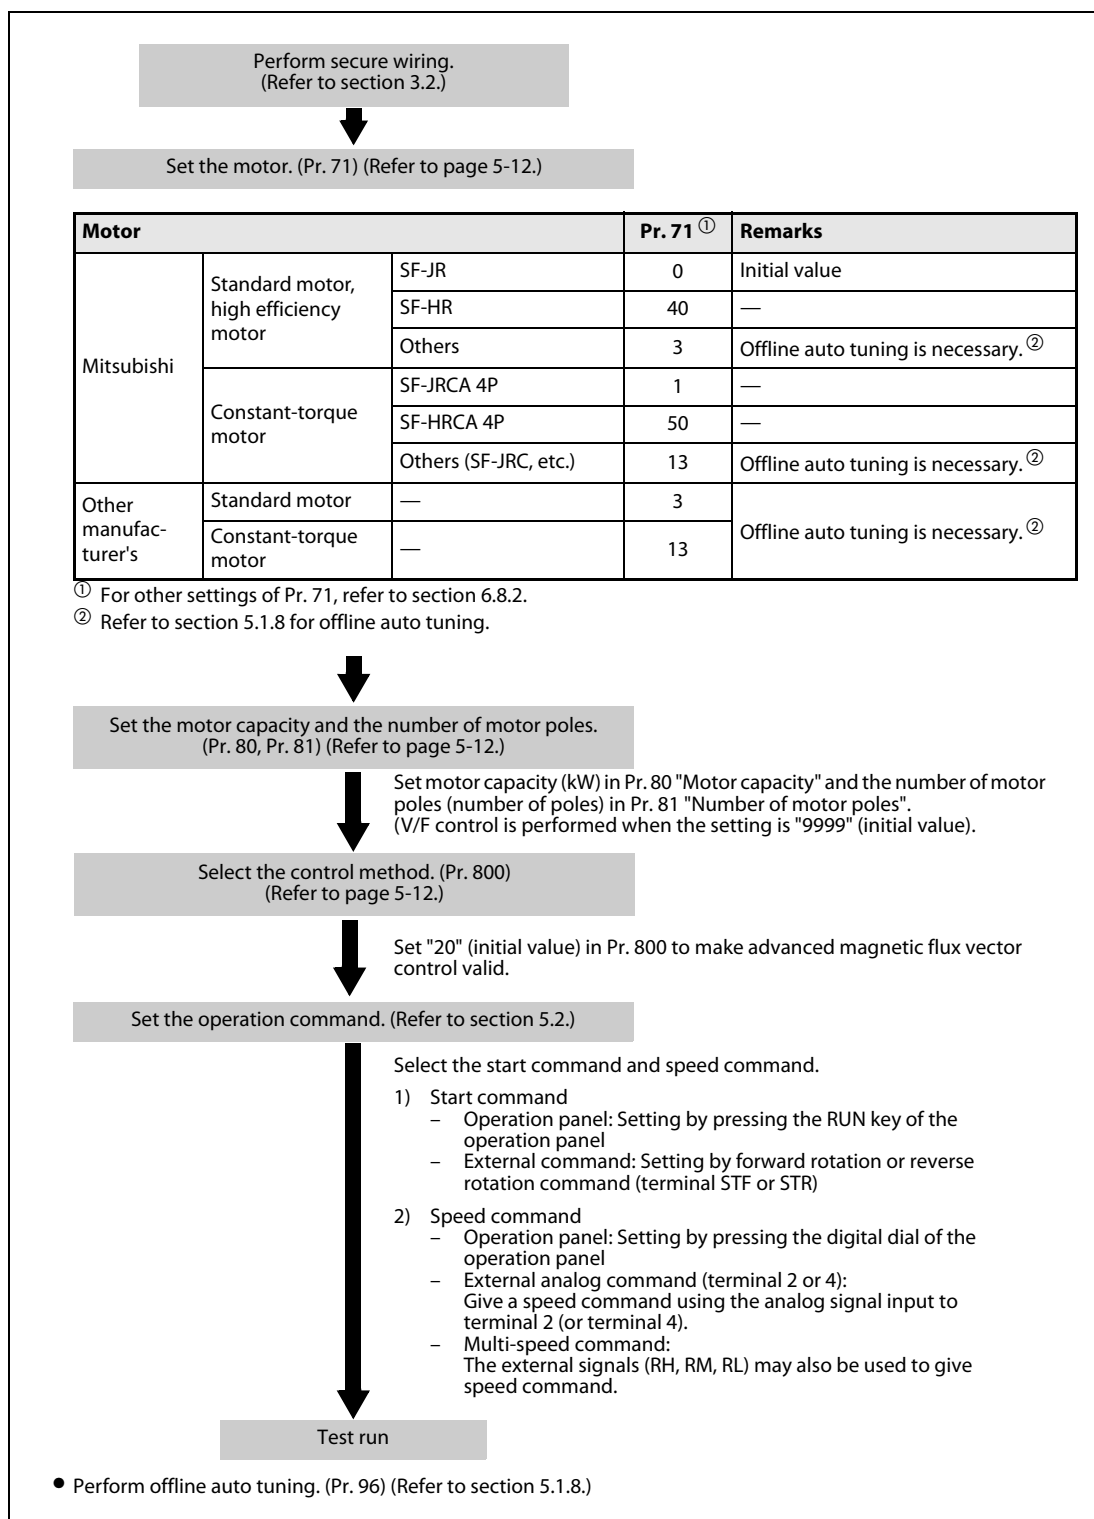 Perform secure wiring.
(Refer to section 3.2.)
Set the motor. (Pr. 71) (Refer to page 5-12.)
Motor Pr. 71 ① Remarks
Mitsubishi
Standard motor,
high efficiency
motor
SF-JR 0 Initial value
SF-HR 40 —
Others 3 Offline auto tuning is necessary. ②
Constant-torque
motor
SF-JRCA 4P 1 —
SF-HRCA 4P 50 —
Others (SF-JRC, etc.) 13 Offline auto tuning is necessary. ②
Other
manufac-
turer's
Standard motor — 3
Constant-torque
motor
— 13
Offline auto tuning is necessary. ②
① For other settings of Pr. 71, refer to section 6.8.2.
② Refer to section 5.1.8 for offline auto tuning.
Set the motor capacity and the number of motor poles.
(Pr. 80, Pr. 81) (Refer to page 5-12.)
Set motor capacity (kW) in Pr. 80 "Motor capacity" and the number of motor
poles (number of poles) in Pr. 81 "Number of motor poles".
(V/F control is performed when the setting is "9999" (initial value).
Select the control method. (Pr. 800)
(Refer to page 5-12.)
Set "20" (initial value) in Pr. 800 to make advanced magnetic flux vector
control valid.
Set the operation command. (Refer to section 5.2.)
Select the start command and speed command.
1) Start command
– Operation panel: Setting by pressing the RUN key of the
operation panel
– External command: Setting by forward rotation or reverse
rotation command (terminal STF or STR)
2) Speed command
– Operation panel: Setting by pressing the digital dial of the
operation panel
– External analog command (terminal 2 or 4):
Give a speed command using the analog signal input to
terminal 2 (or terminal 4).
– Multi-speed command:
The external signals (RH, RM, RL) may also be used to give
speed command.
Test run
● Perform offline auto tuning. (Pr. 96) (Refer to section 5.1.8.)